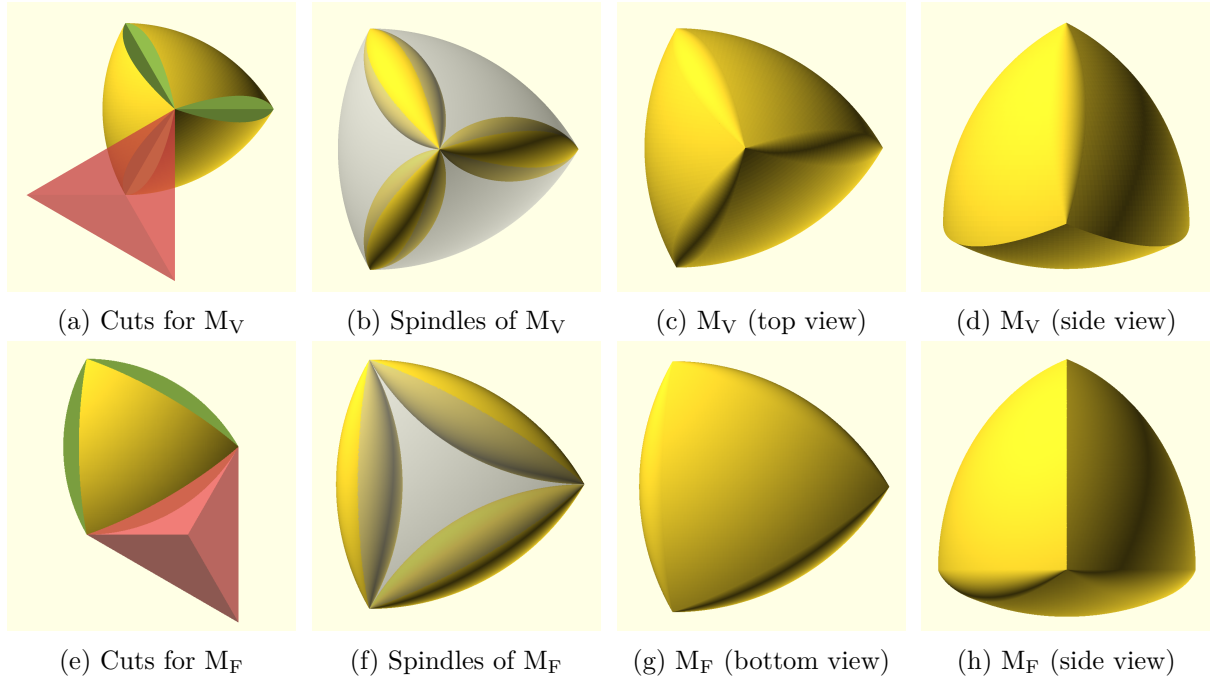 (a) Cuts for M_V
(b) Spindles of M_V
(c) M_V (top view)
(d) M_V (side view)
(e) Cuts for M_F
(f) Spindles of M_F
(g) M_F (bottom view)
(h) M_F (side view)